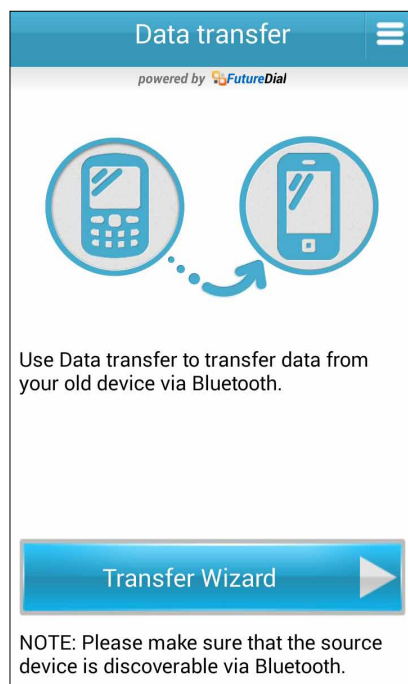 Data transfer
powered by FutureDial
Use Data transfer to transfer data from
your old device via Bluetooth.
Transfer Wizard
NOTE: Please make sure that the source
device is discoverable via Bluetooth.